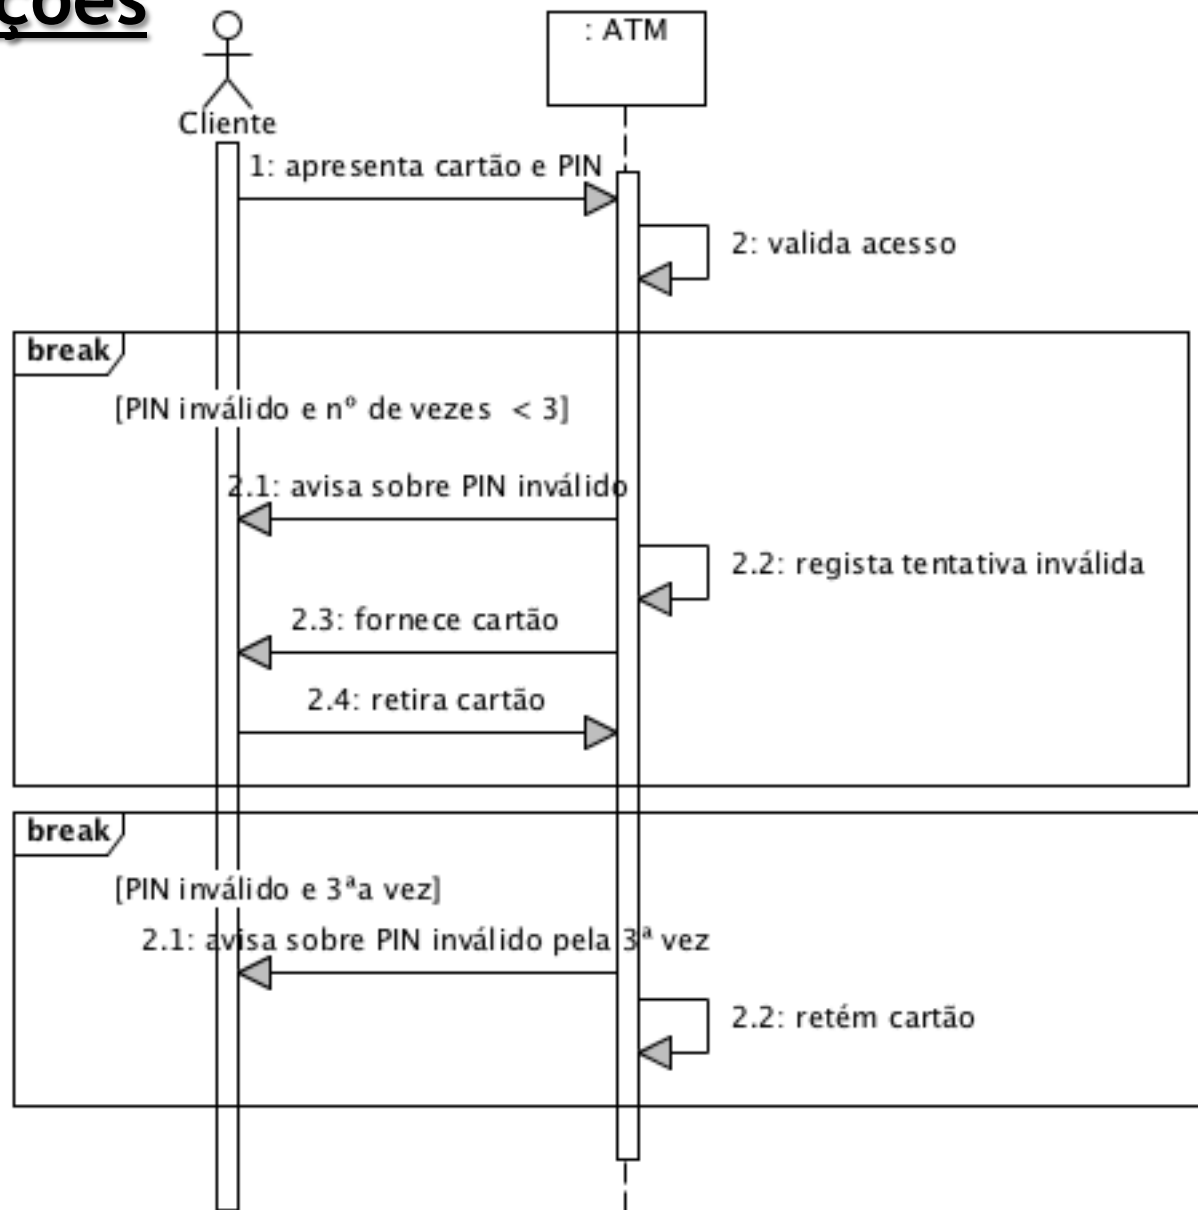 ções
: ATM
Cliente
1: apresenta cartão e PIN
2: valida acesso
break
[PIN inválido e nº de vezes < 3]
2.1: avisa sobre PIN inválido
2.2: regista tentativa inválida
2.3: fornece cartão
2.4: retira cartão
break
[PIN inválido e 3ªa vez]
2.1: avisa sobre PIN inválido pela 3ª vez
2.2: retém cartão